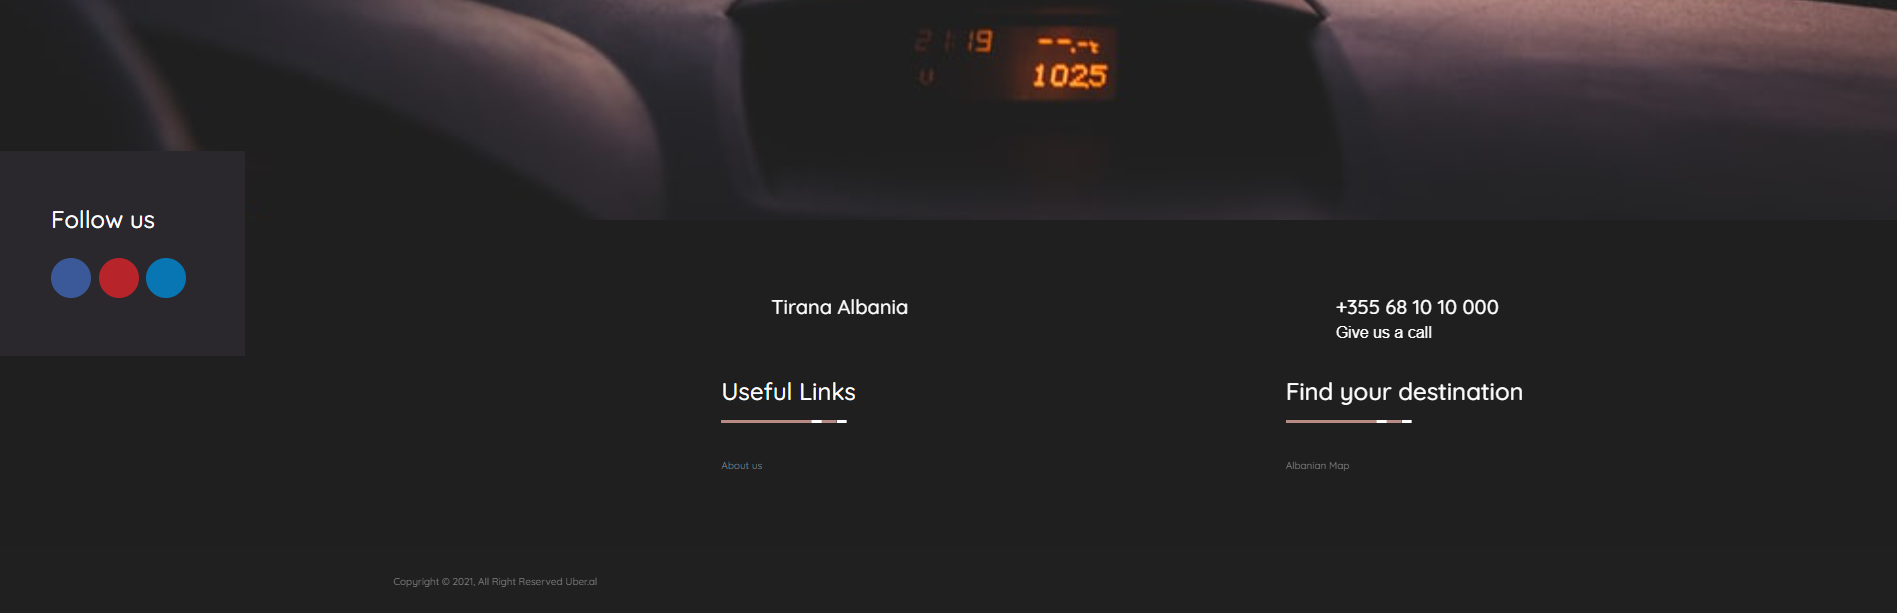 21:19 --.-
1025
Follow us
Tirana Albania
+355 68 10 10 000
Give us a call
Useful Links
Find your destination
About us
Albanian Map
Copyright © 2021, All Right Reserved Uber.al